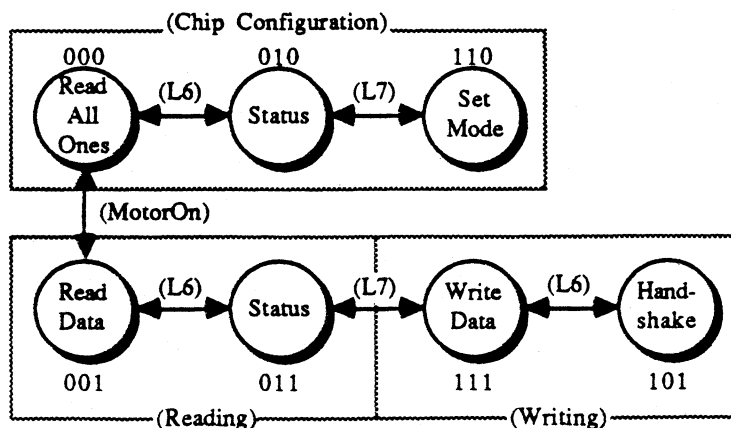 (Chip Configuration)
000 010 110
Read All Ones
(L6)
Status
(L7)
Set Mode
(MotorOn)
Read Data
(L6)
Status
(L7)
Write Data
(L6)
Hand-shake
001 011 111 101
(Reading) (Writing)